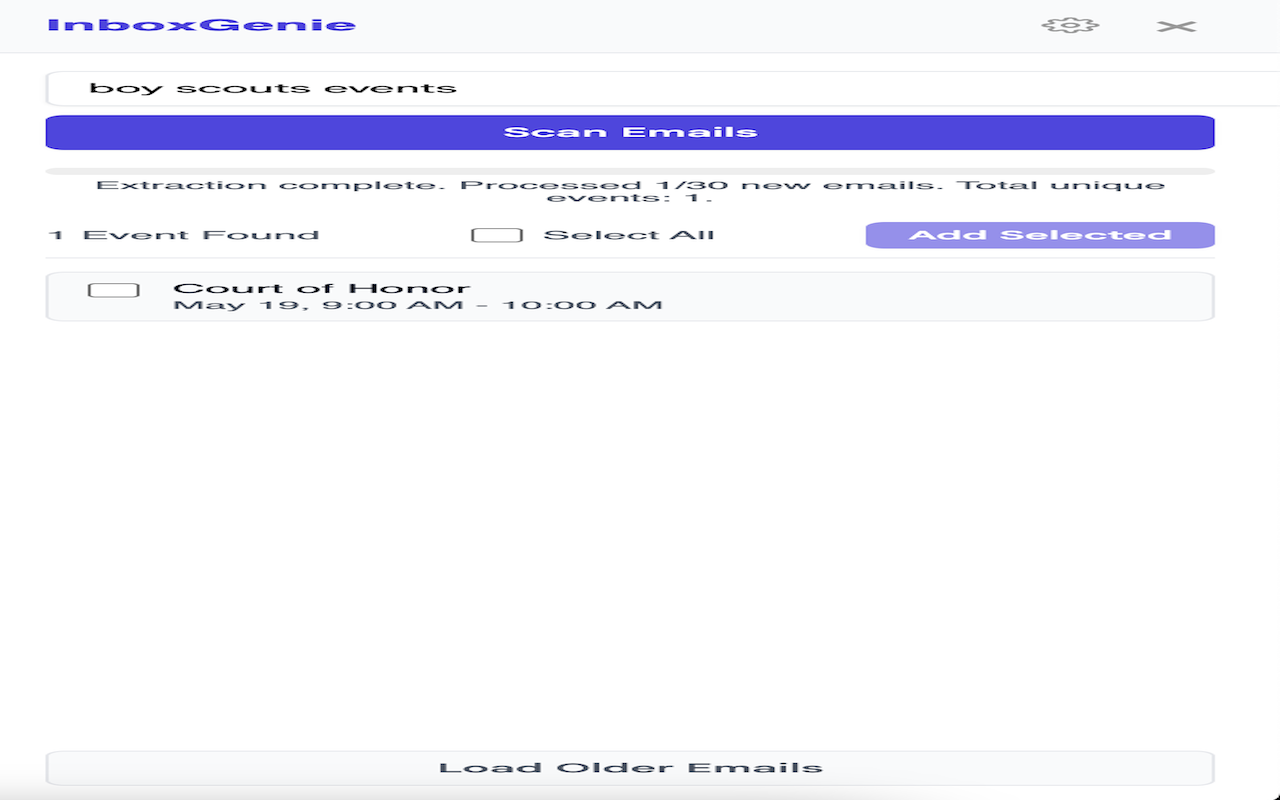 InboxGenie
boy scouts events
Scan Emails
Extraction complete. Processed 1/30 new emails. Total unique
events: 1.
1 Event Found
Select All
Add Selected
Court of Honor
May 19, 9:00 AM - 10:00 AM
Load Older Emails